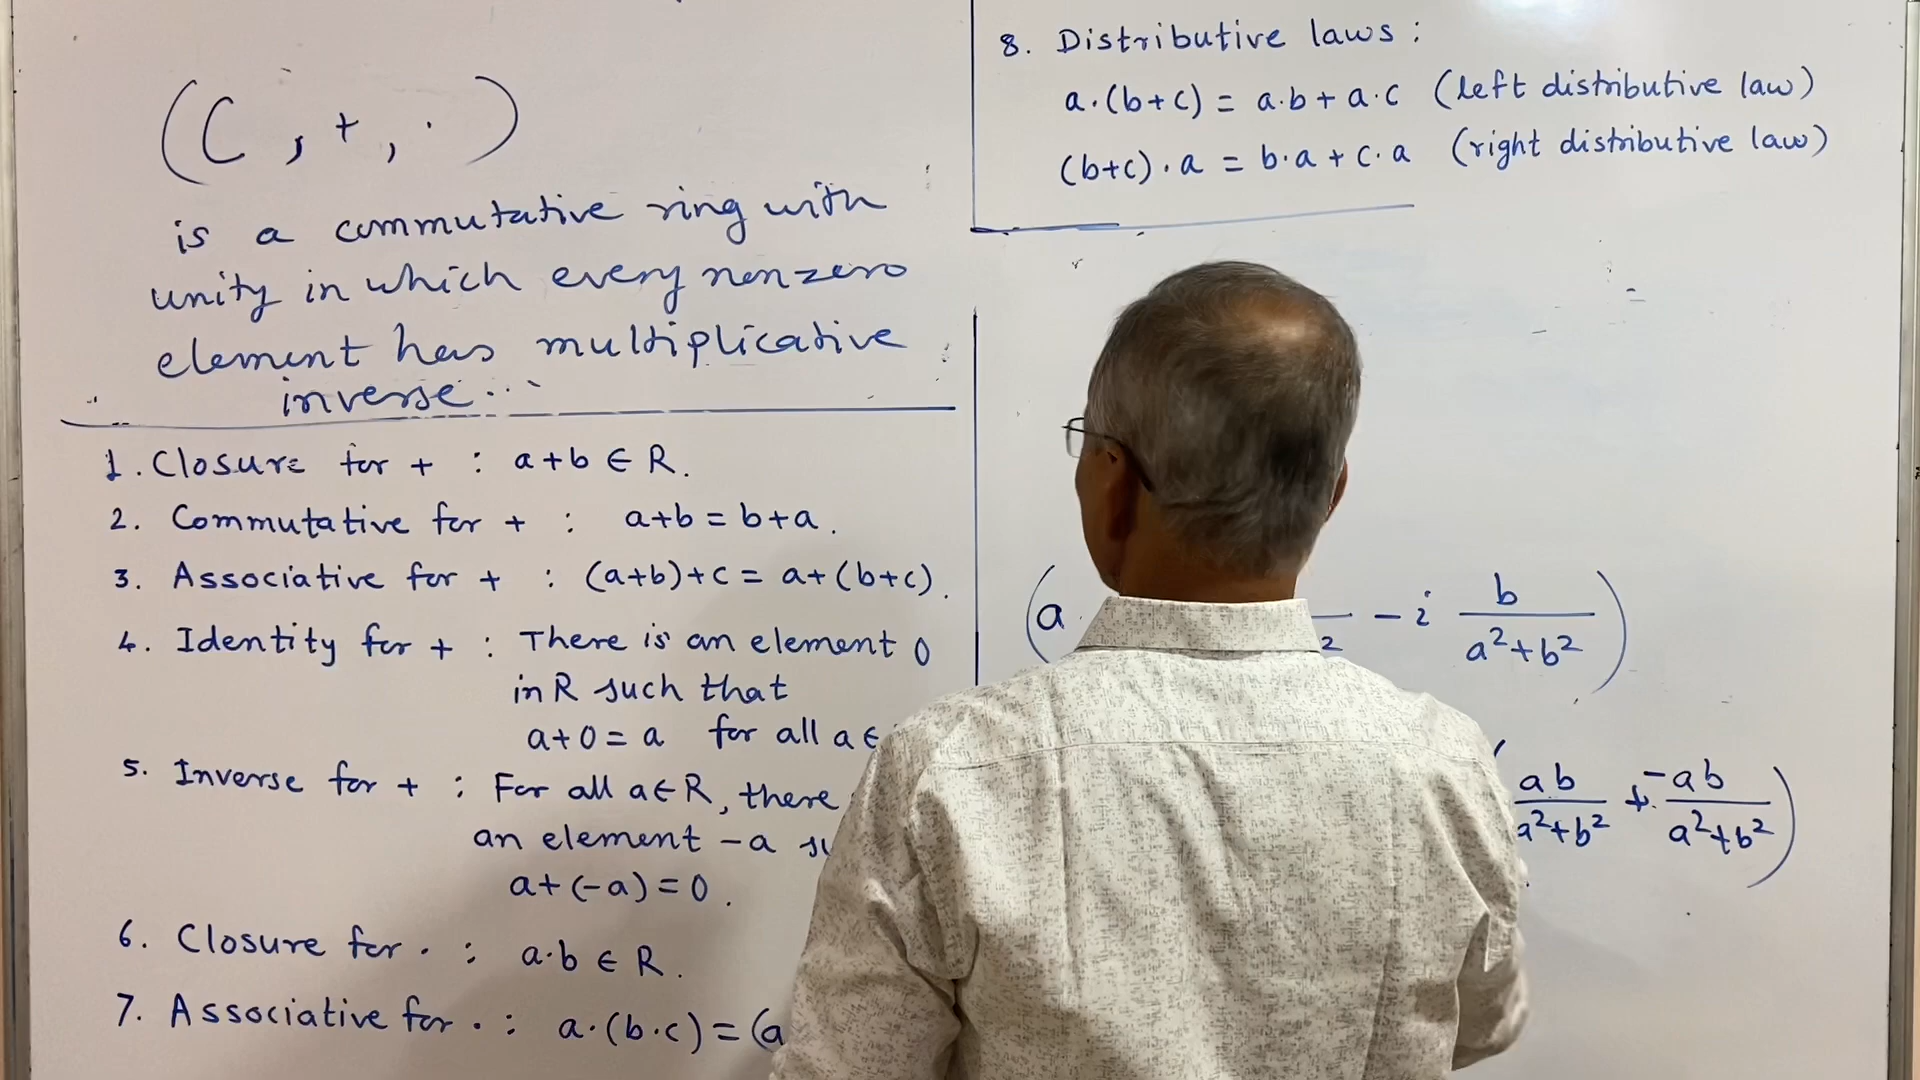 (C, +, ·)
is a commutative ring with
unity in which every nonzero
element has multiplicative
inverse...
1. Closure for + : a+b ∈ R.
2. Commutative for + : a+b = b+a.
3. Associative for + : (a+b)+c = a+(b+c).
4. Identity for + : There is an element 0
in R such that
a+0 = a for all a ∈
5. Inverse for + : For all a ∈ R, there
an element -a
a+(-a) = 0.
6. Closure for · : a·b ∈ R.
7. Associative for · : a·(b·c) = (a
8. Distributive laws :
a·(b+c) = a·b + a·c (left distributive law)
(b+c)·a = b·a + c·a (right distributive law)
(a - i b/(a²+b²))
ab/(a²+b²) + -ab/(a²+b²))